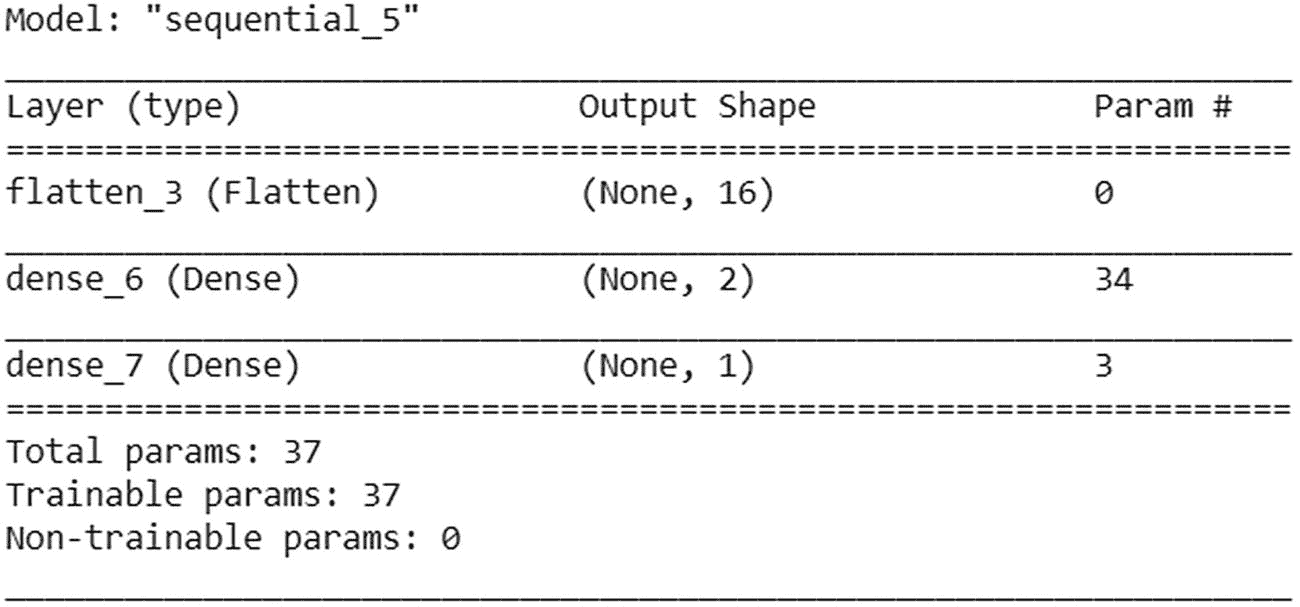 Model: "sequential_5"
Layer (type) Output Shape Param #
=================================================================
flatten_3 (Flatten) (None, 16) 0
dense_6 (Dense) (None, 2) 34
dense_7 (Dense) (None, 1) 3
=================================================================
Total params: 37
Trainable params: 37
Non-trainable params: 0